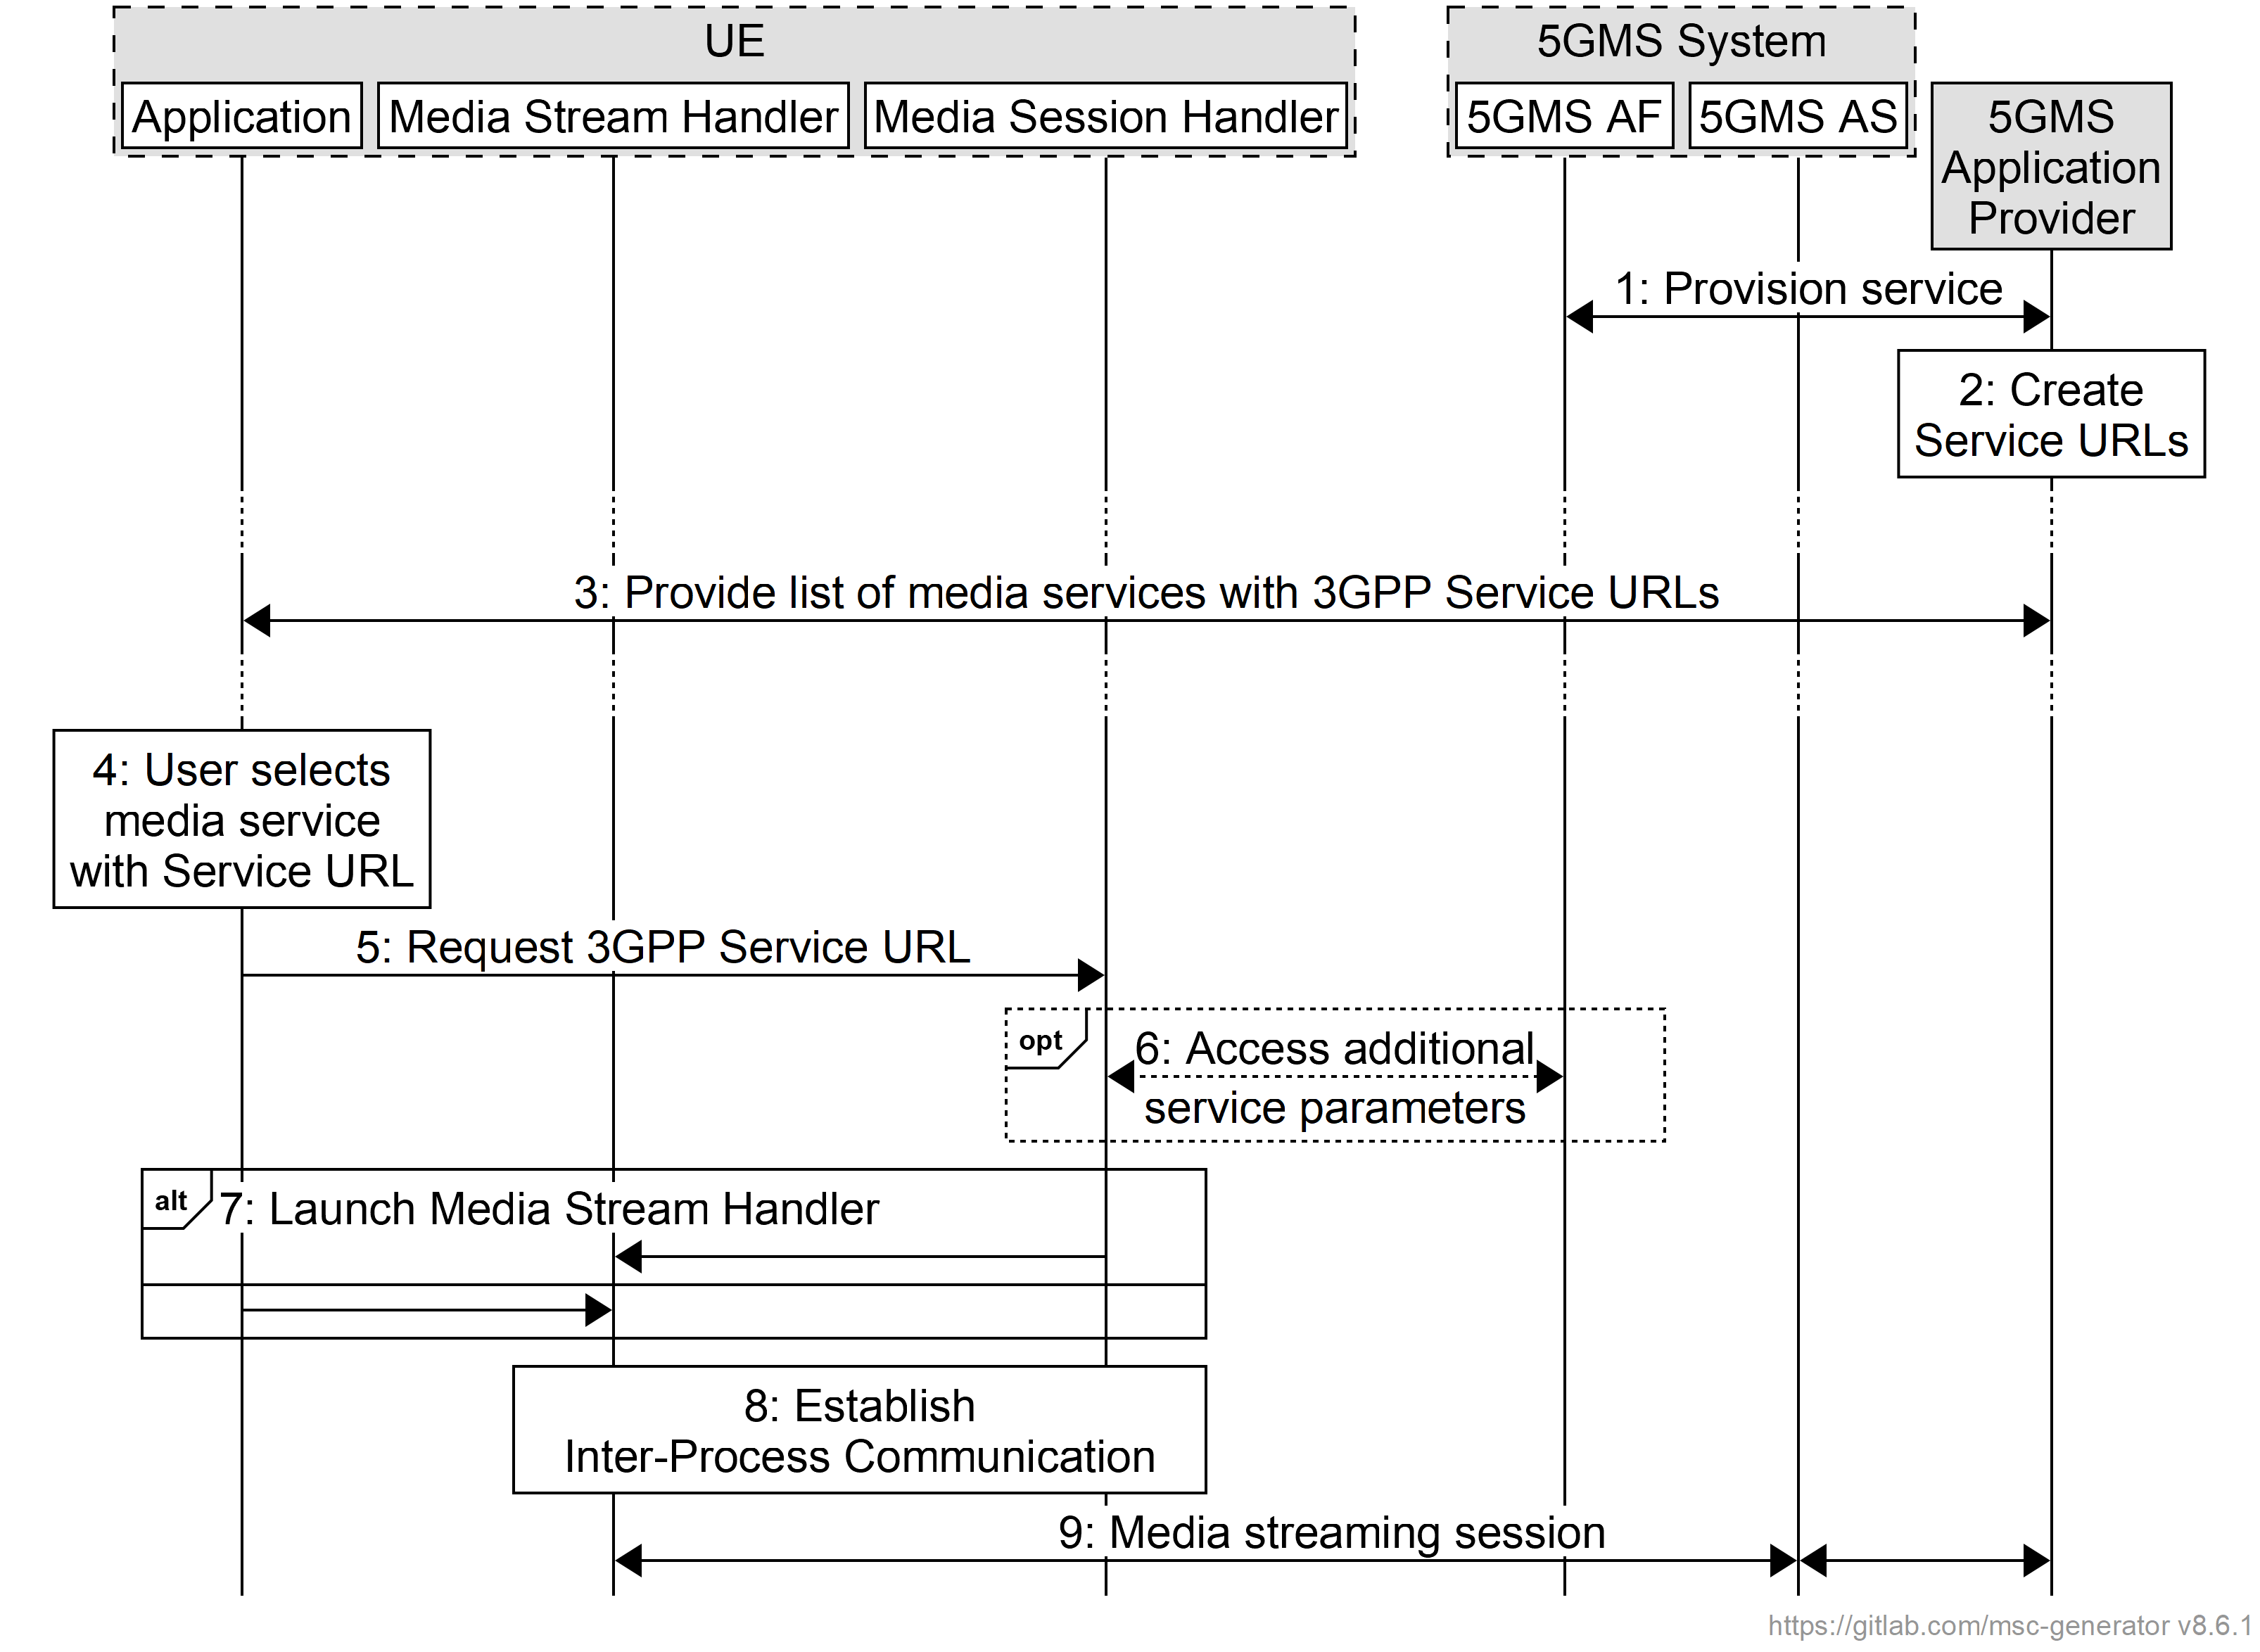 UE
5GMS System
Application
Media Stream Handler
Media Session Handler
5GMS AF
5GMS AS
5GMS
Application
Provider
1: Provision service
2: Create
Service URLs
3: Provide list of media services with 3GPP Service URLs
4: User selects
media service
with Service URL
5: Request 3GPP Service URL
opt
6: Access additional
service parameters
alt
7: Launch Media Stream Handler
8: Establish
Inter-Process Communication
9: Media streaming session
https://gitlab.com/msc-generator v8.6.1